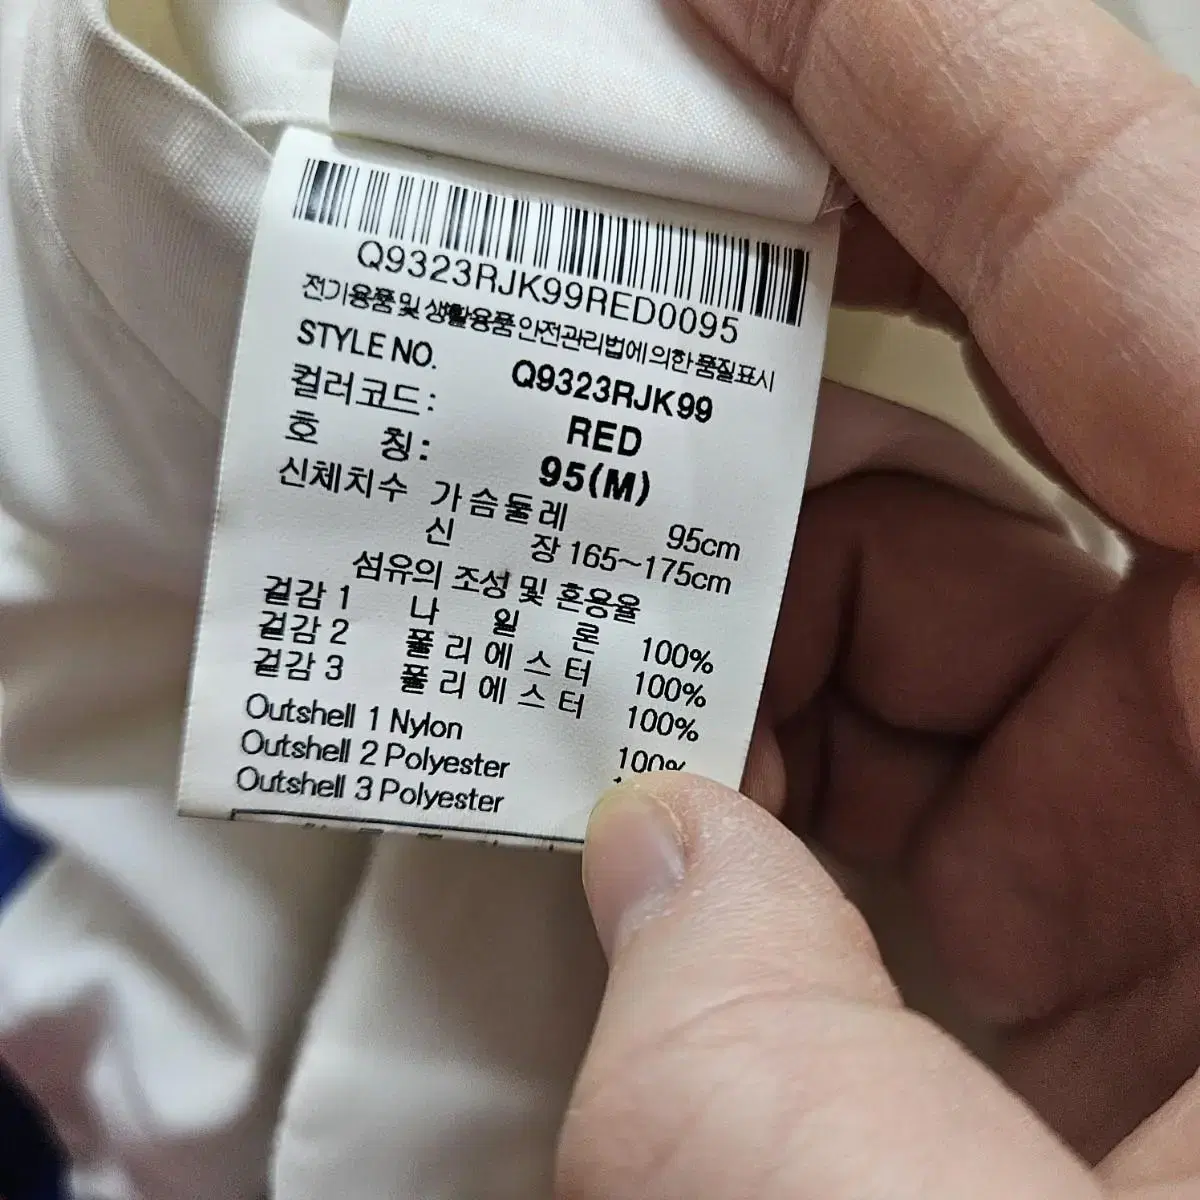 Q9323RJK99RED0095
전기용품 및 생활용품 안전관리법에 의한 품질표시
STYLE NO. Q9323RJK99
컬러코드 : RED
호 칭 : 95(M)
신체치수 가슴둘레 95cm
신 장 165~175cm
섬유의 조성 및 혼용율
겉감 1 나 일 론 100%
겉감 2 폴리에스터 100%
겉감 3 폴리에스터 100%
Outshell 1 Nylon 100%
Outshell 2 Polyester
Outshell 3 Polyester